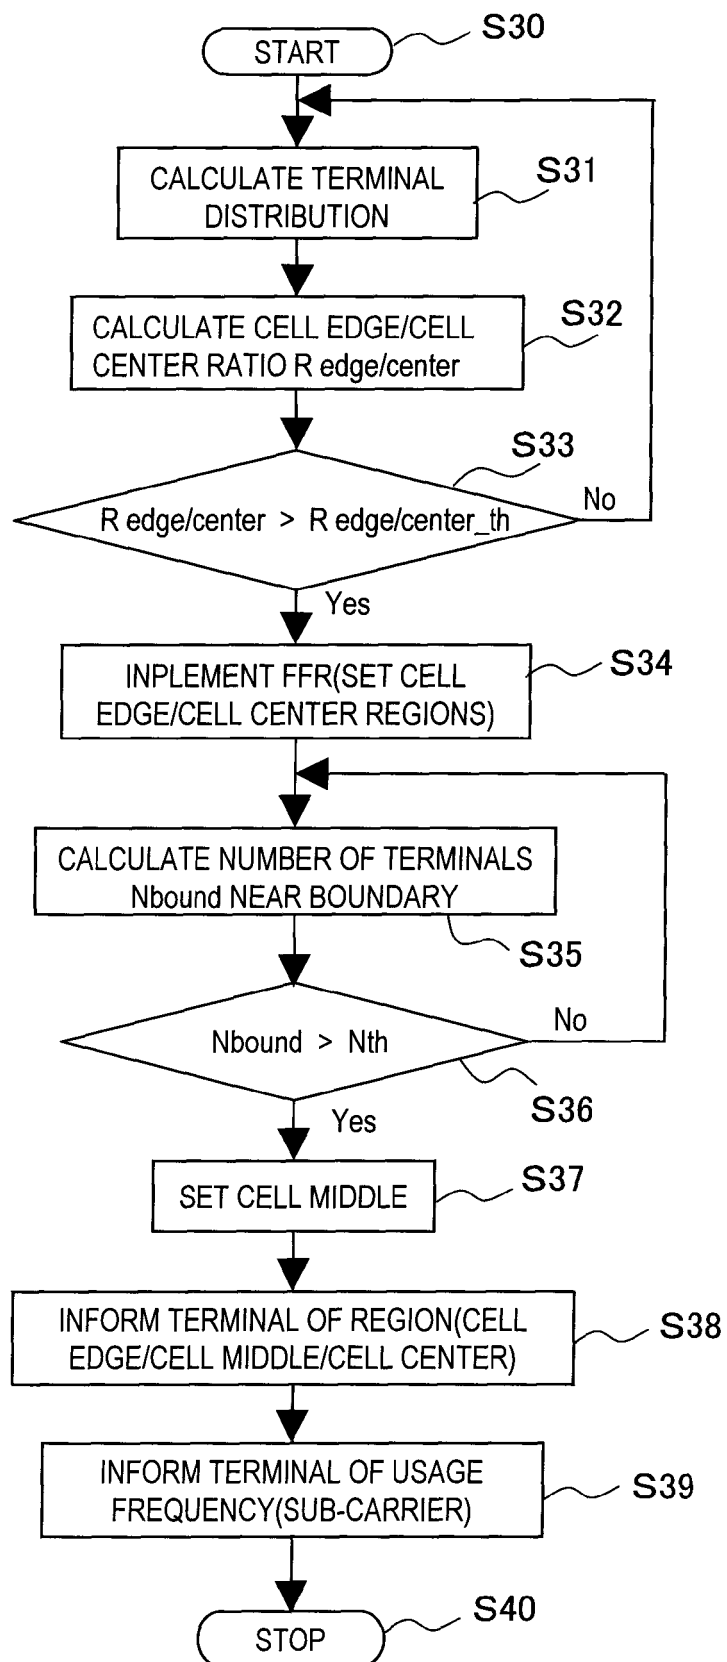 START
S30
CALCULATE TERMINAL
DISTRIBUTION
S31
CALCULATE CELL EDGE/CELL
CENTER RATIO R edge/center
S32
S33
R edge/center > R edge/center_th
No
Yes
INPLEMENT FFR(SET CELL
EDGE/CELL CENTER REGIONS)
S34
CALCULATE NUMBER OF TERMINALS
Nbound NEAR BOUNDARY
S35
Nbound > Nth
No
S36
Yes
SET CELL MIDDLE
S37
INFORM TERMINAL OF REGION(CELL
EDGE/CELL MIDDLE/CELL CENTER)
S38
INFORM TERMINAL OF USAGE
FREQUENCY(SUB-CARRIER)
S39
STOP
S40